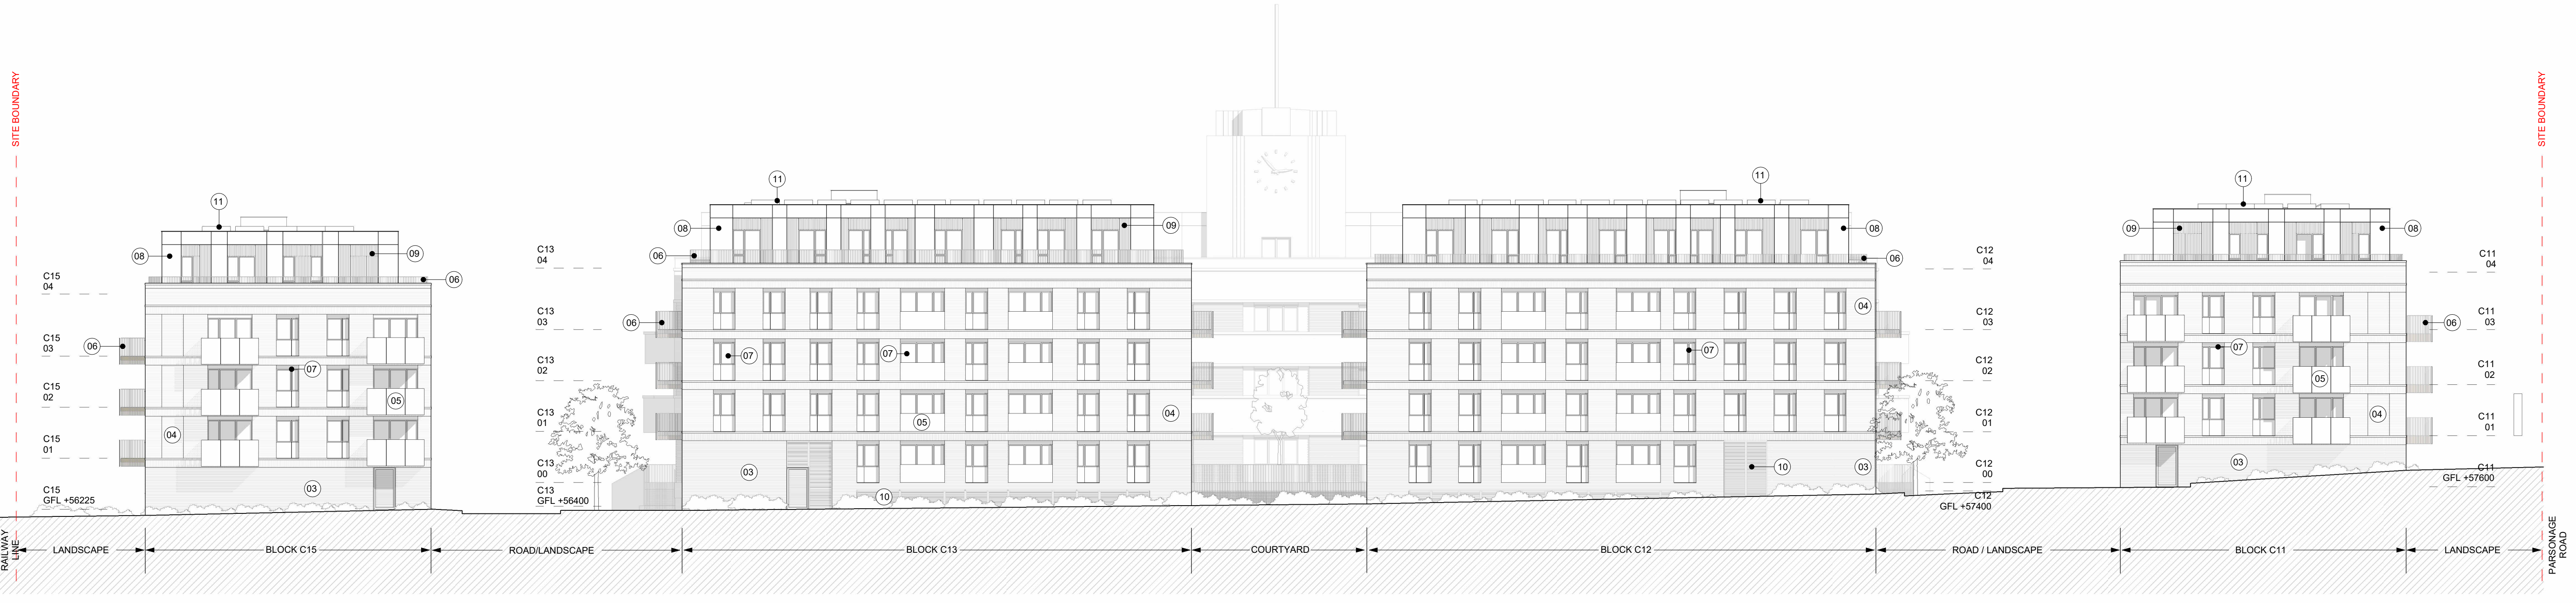 SITE BOUNDARY
SITE BOUNDARY
11
08
09
06
C15
04
C15
03
06
07
C15
02
05
04
C15
01
03
C15
GFL +56225
11
08
09
06
C13
04
C13
03
06
07
07
C13
02
C13
01
05
04
C13
00
03
C13
GFL +56400
10
11
08
06
C12
04
04
C12
03
07
C12
02
C12
01
10
03
C12
00
C12
GFL +57400
11
09
08
C11
04
06
C11
03
07
05
C11
02
04
C11
01
03
C11
GFL +57600
RAILWAY
LINE
LANDSCAPE
BLOCK C15
ROAD/LANDSCAPE
BLOCK C13
COURTYARD
BLOCK C12
ROAD / LANDSCAPE
BLOCK C11
LANDSCAPE
PARSONAGE
ROAD